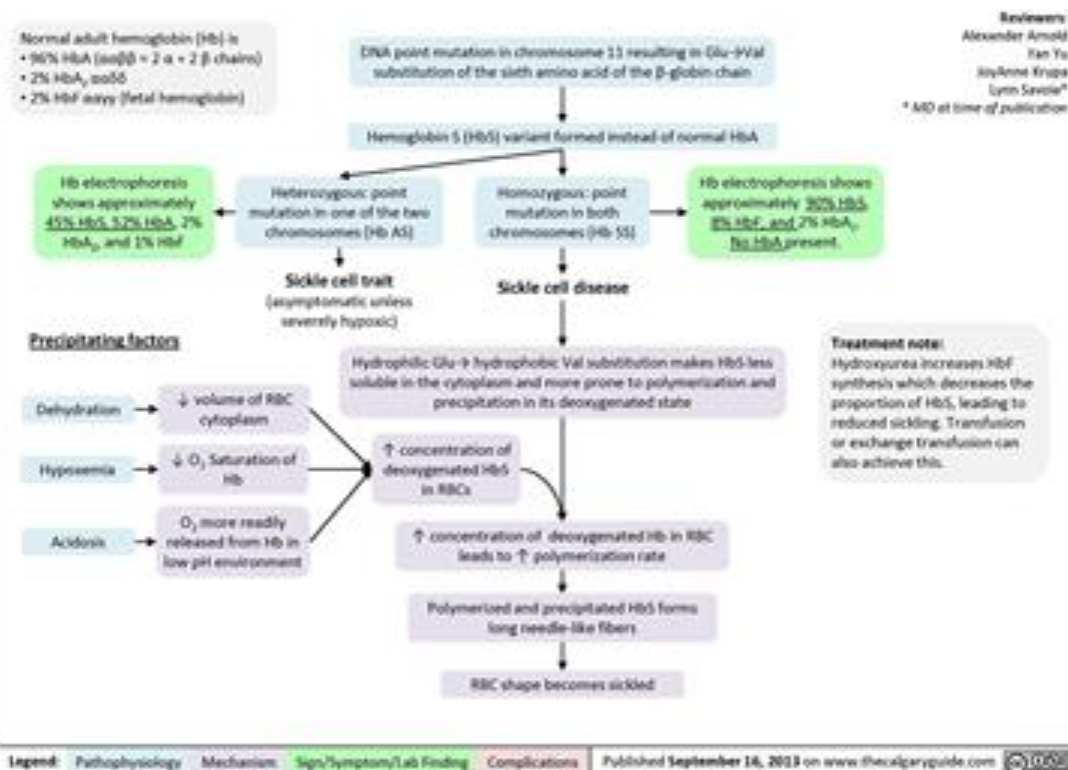 Normal adult hemoglobin (Hb) is
• 96% HbA (ααββ = 2 α + 2 β chains)
• 2% HbA₂ ααδδ
• 2% HbF ααγγ (fetal hemoglobin)
DNA point mutation in chromosome 11 resulting in Glu→Val
substitution of the sixth amino acid of the β-globin chain
Reviewers:
Alexander Arnold
Yan Yu
JoyAnne Krupa
Lynn Savoie*
* MD at time of publication
Hemoglobin S (HbS) variant formed instead of normal HbA
Hb electrophoresis
shows approximately
45% HbS, 52% HbA, 2%
HbA₂, and 1% HbF
Heterozygous: point
mutation in one of the two
chromosomes (Hb AS)
Homozygous: point
mutation in both
chromosomes (Hb SS)
Hb electrophoresis shows
approximately 90% HbS,
8% HbF, and 2% HbA₂.
No HbA present.
Sickle cell trait
(asymptomatic unless
severely hypoxic)
Sickle cell disease
Precipitating factors
Hydrophilic Glu→ hydrophobic Val substitution makes HbS less
soluble in the cytoplasm and more prone to polymerization and
precipitation in its deoxygenated state
Treatment note:
Hydroxyurea increases HbF
synthesis which decreases the
proportion of HbS, leading to
reduced sickling. Transfusion
or exchange transfusion can
also achieve this.
Dehydration
↓ volume of RBC
cytoplasm
Hypoxemia
↓ O₂ Saturation of
Hb
↑ concentration of
deoxygenated HbS
in RBCs
Acidosis
O₂ more readily
released from Hb in
low pH environment
↑ concentration of deoxygenated Hb in RBC
leads to ↑ polymerization rate
Polymerized and precipitated HbS forms
long needle-like fibers
RBC shape becomes sickled
Legend: Pathophysiology Mechanism Sign/Symptom/Lab Finding Complications
Published September 16, 2013 on www.thecalgaryguide.com